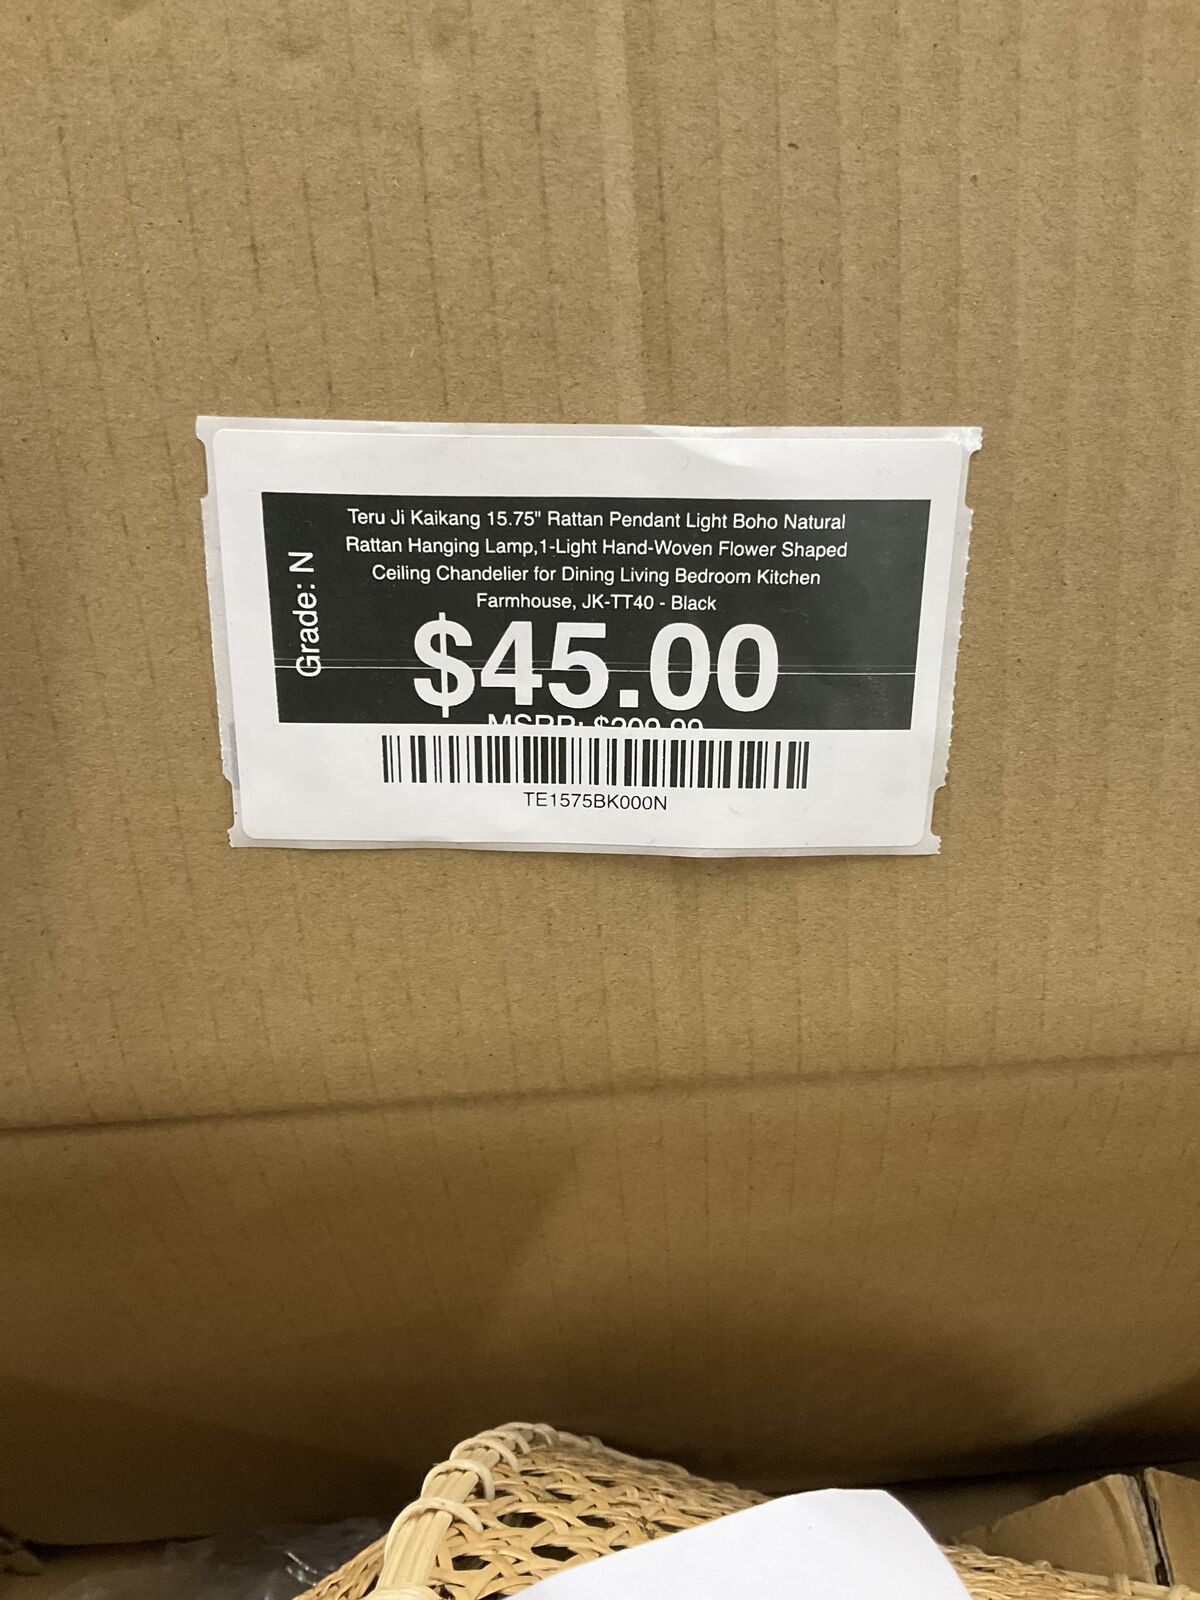 Teru Ji Kaikang 15.75" Rattan Pendant Light Boho Natural
Rattan Hanging Lamp,1-Light Hand-Woven Flower Shaped
Ceiling Chandelier for Dining Living Bedroom Kitchen
Farmhouse, JK-TT40 - Black
Grade: N
$45.00
MSRP:
TE1575BK000N